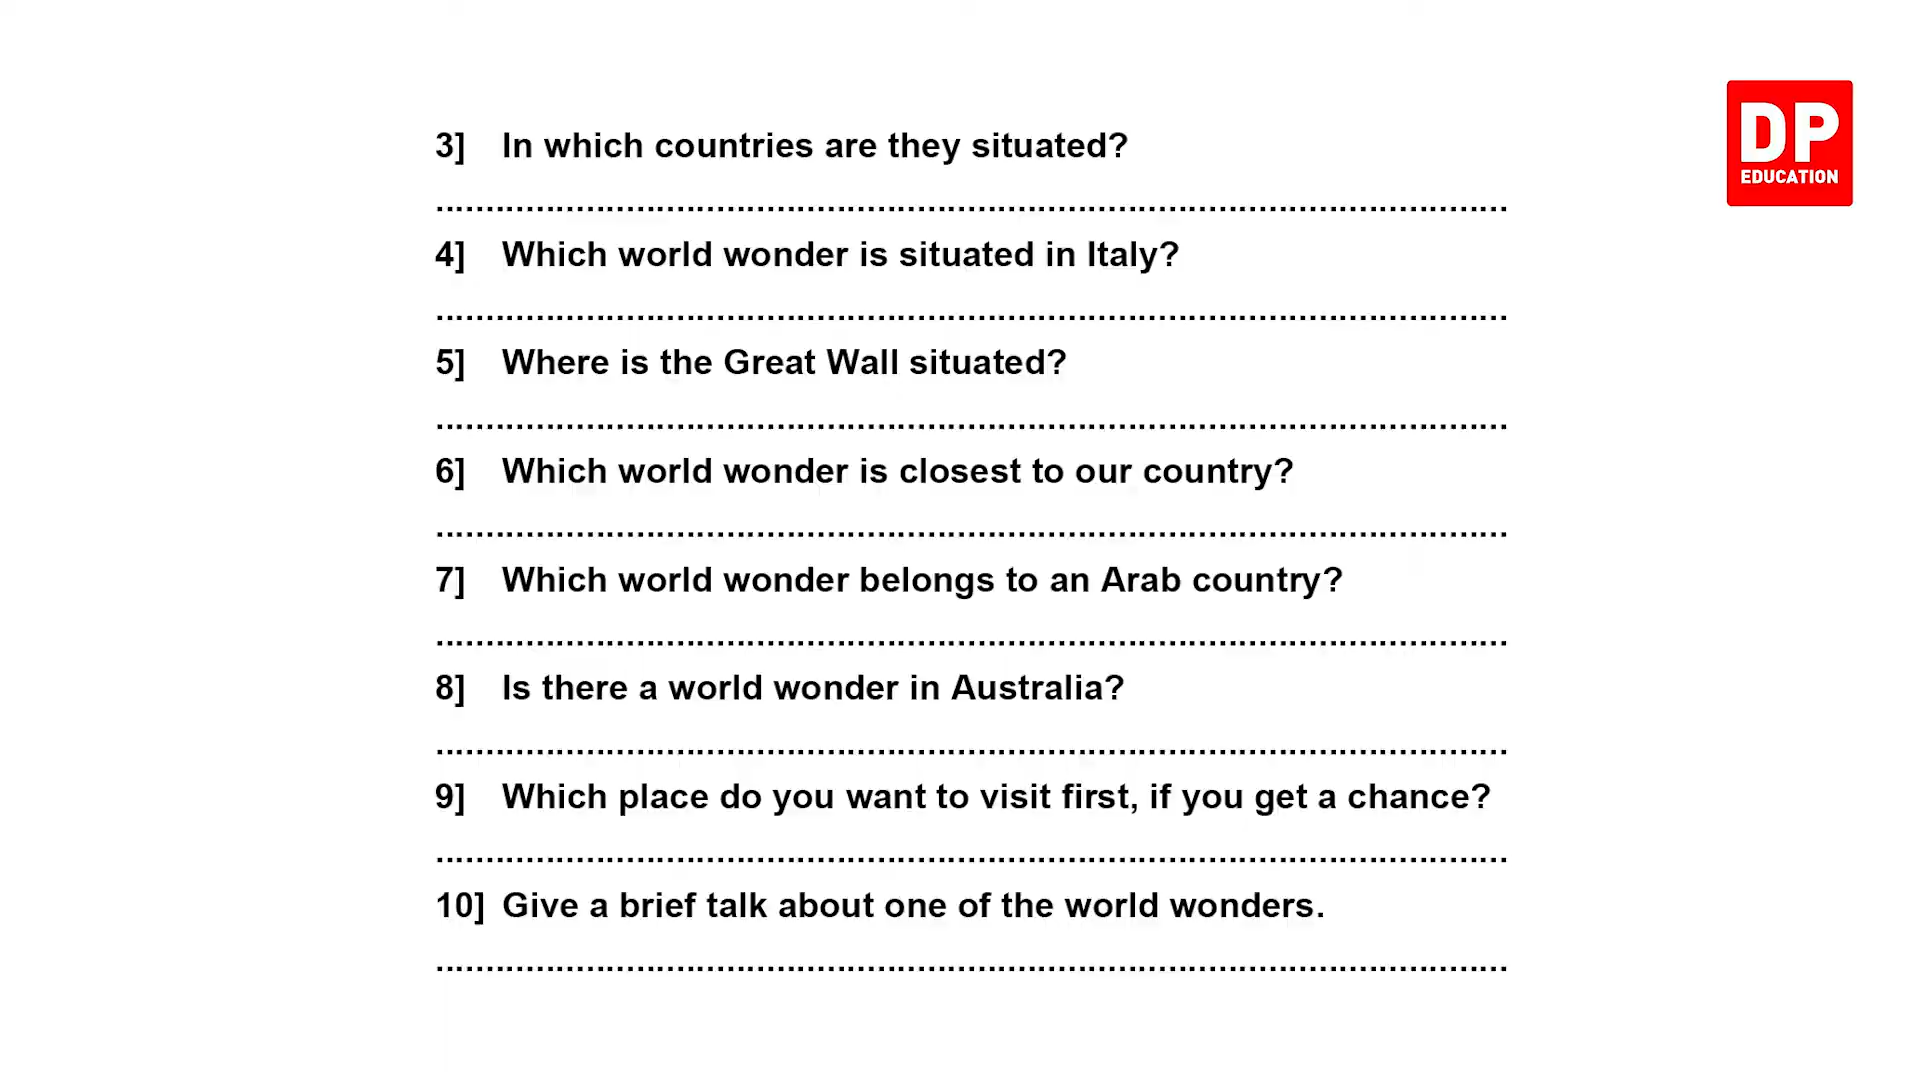 DP
EDUCATION
3] In which countries are they situated?
................................................................................................
4] Which world wonder is situated in Italy?
................................................................................................
5] Where is the Great Wall situated?
................................................................................................
6] Which world wonder is closest to our country?
................................................................................................
7] Which world wonder belongs to an Arab country?
................................................................................................
8] Is there a world wonder in Australia?
................................................................................................
9] Which place do you want to visit first, if you get a chance?
................................................................................................
10] Give a brief talk about one of the world wonders.
................................................................................................